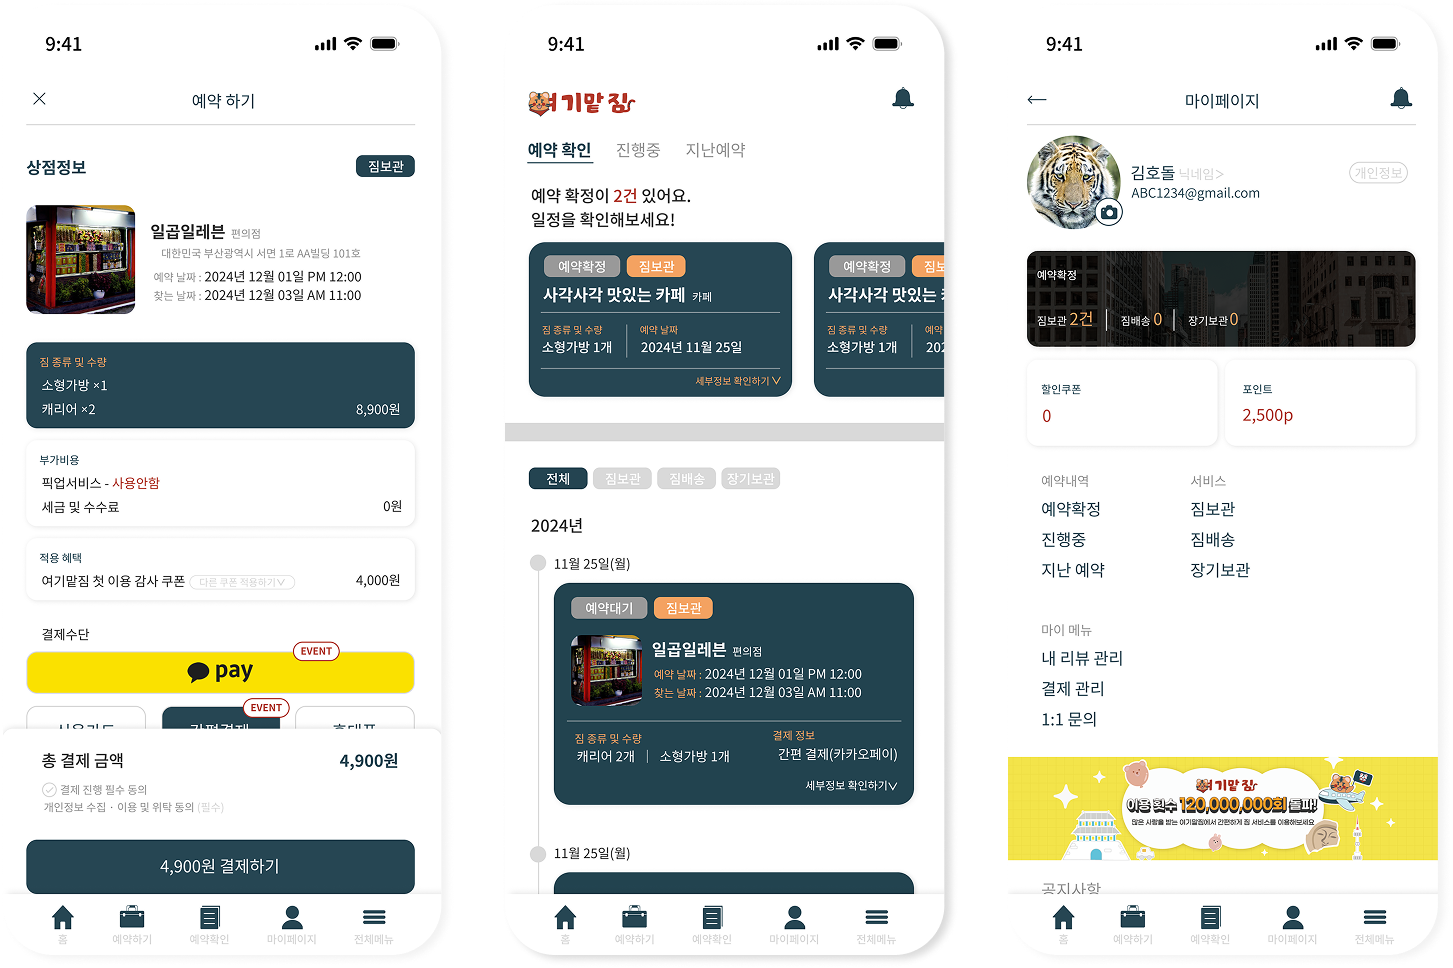 9:41
예약 하기
상점정보
짐보관
일곱일레븐 편의점
대한민국 부산광역시 서면 1로 AA빌딩 101호
예약 날짜 : 2024년 12월 01일 PM 12:00
찾는 날짜 : 2024년 12월 03일 AM 11:00
짐 종류 및 수량
소형가방 ×1
캐리어 ×2
8,900원
부가비용
픽업서비스 - 사용안함
세금 및 수수료
0원
적용 혜택
여기맡짐 첫 이용 감사 쿠폰
다른 쿠폰 적용하기
4,000원
결제수단
EVENT
pay
EVENT
총 결제 금액
4,900원
결제 진행 필수 동의
개인정보 수집 · 이용 및 위탁 동의 (필수)
4,900원 결제하기
홈
예약하기
예약확인
마이페이지
전체메뉴
9:41
여기맡짐
예약 확인
진행중
지난예약
예약 확정이 2건 있어요.
일정을 확인해보세요!
예약확정
짐보관
사각사각 맛있는 카페 카페
짐 종류 및 수량
소형가방 1개
예약 날짜
2024년 11월 25일
세부정보 확인하기
예약확정
짐보
사각사각 맛있는
짐 종류 및 수량
소형가방 1개
예약
202
전체
짐보관
짐배송
장기보관
2024년
11월 25일(월)
예약대기
짐보관
일곱일레븐 편의점
예약 날짜 : 2024년 12월 01일 PM 12:00
찾는 날짜 : 2024년 12월 03일 AM 11:00
짐 종류 및 수량
캐리어 2개
소형가방 1개
결제 정보
간편 결제(카카오페이)
세부정보 확인하기
11월 25일(월)
홈
예약하기
예약확인
마이페이지
전체메뉴
9:41
마이페이지
김호돌 닉네임>
ABC1234@gmail.com
개인정보
예약확정
짐보관 2건
짐배송 0
장기보관 0
할인쿠폰
0
포인트
2,500p
예약내역
예약확정
진행중
지난 예약
서비스
짐보관
짐배송
장기보관
마이 메뉴
내 리뷰 관리
결제 관리
1:1 문의
여기맡짐
이용 횟수 120,000,000회 돌파!
많은 사랑을 받는 여기맡짐에서 간편하게 짐 서비스를 이용해보세요
공지사항
홈
예약하기
예약확인
마이페이지
전체메뉴